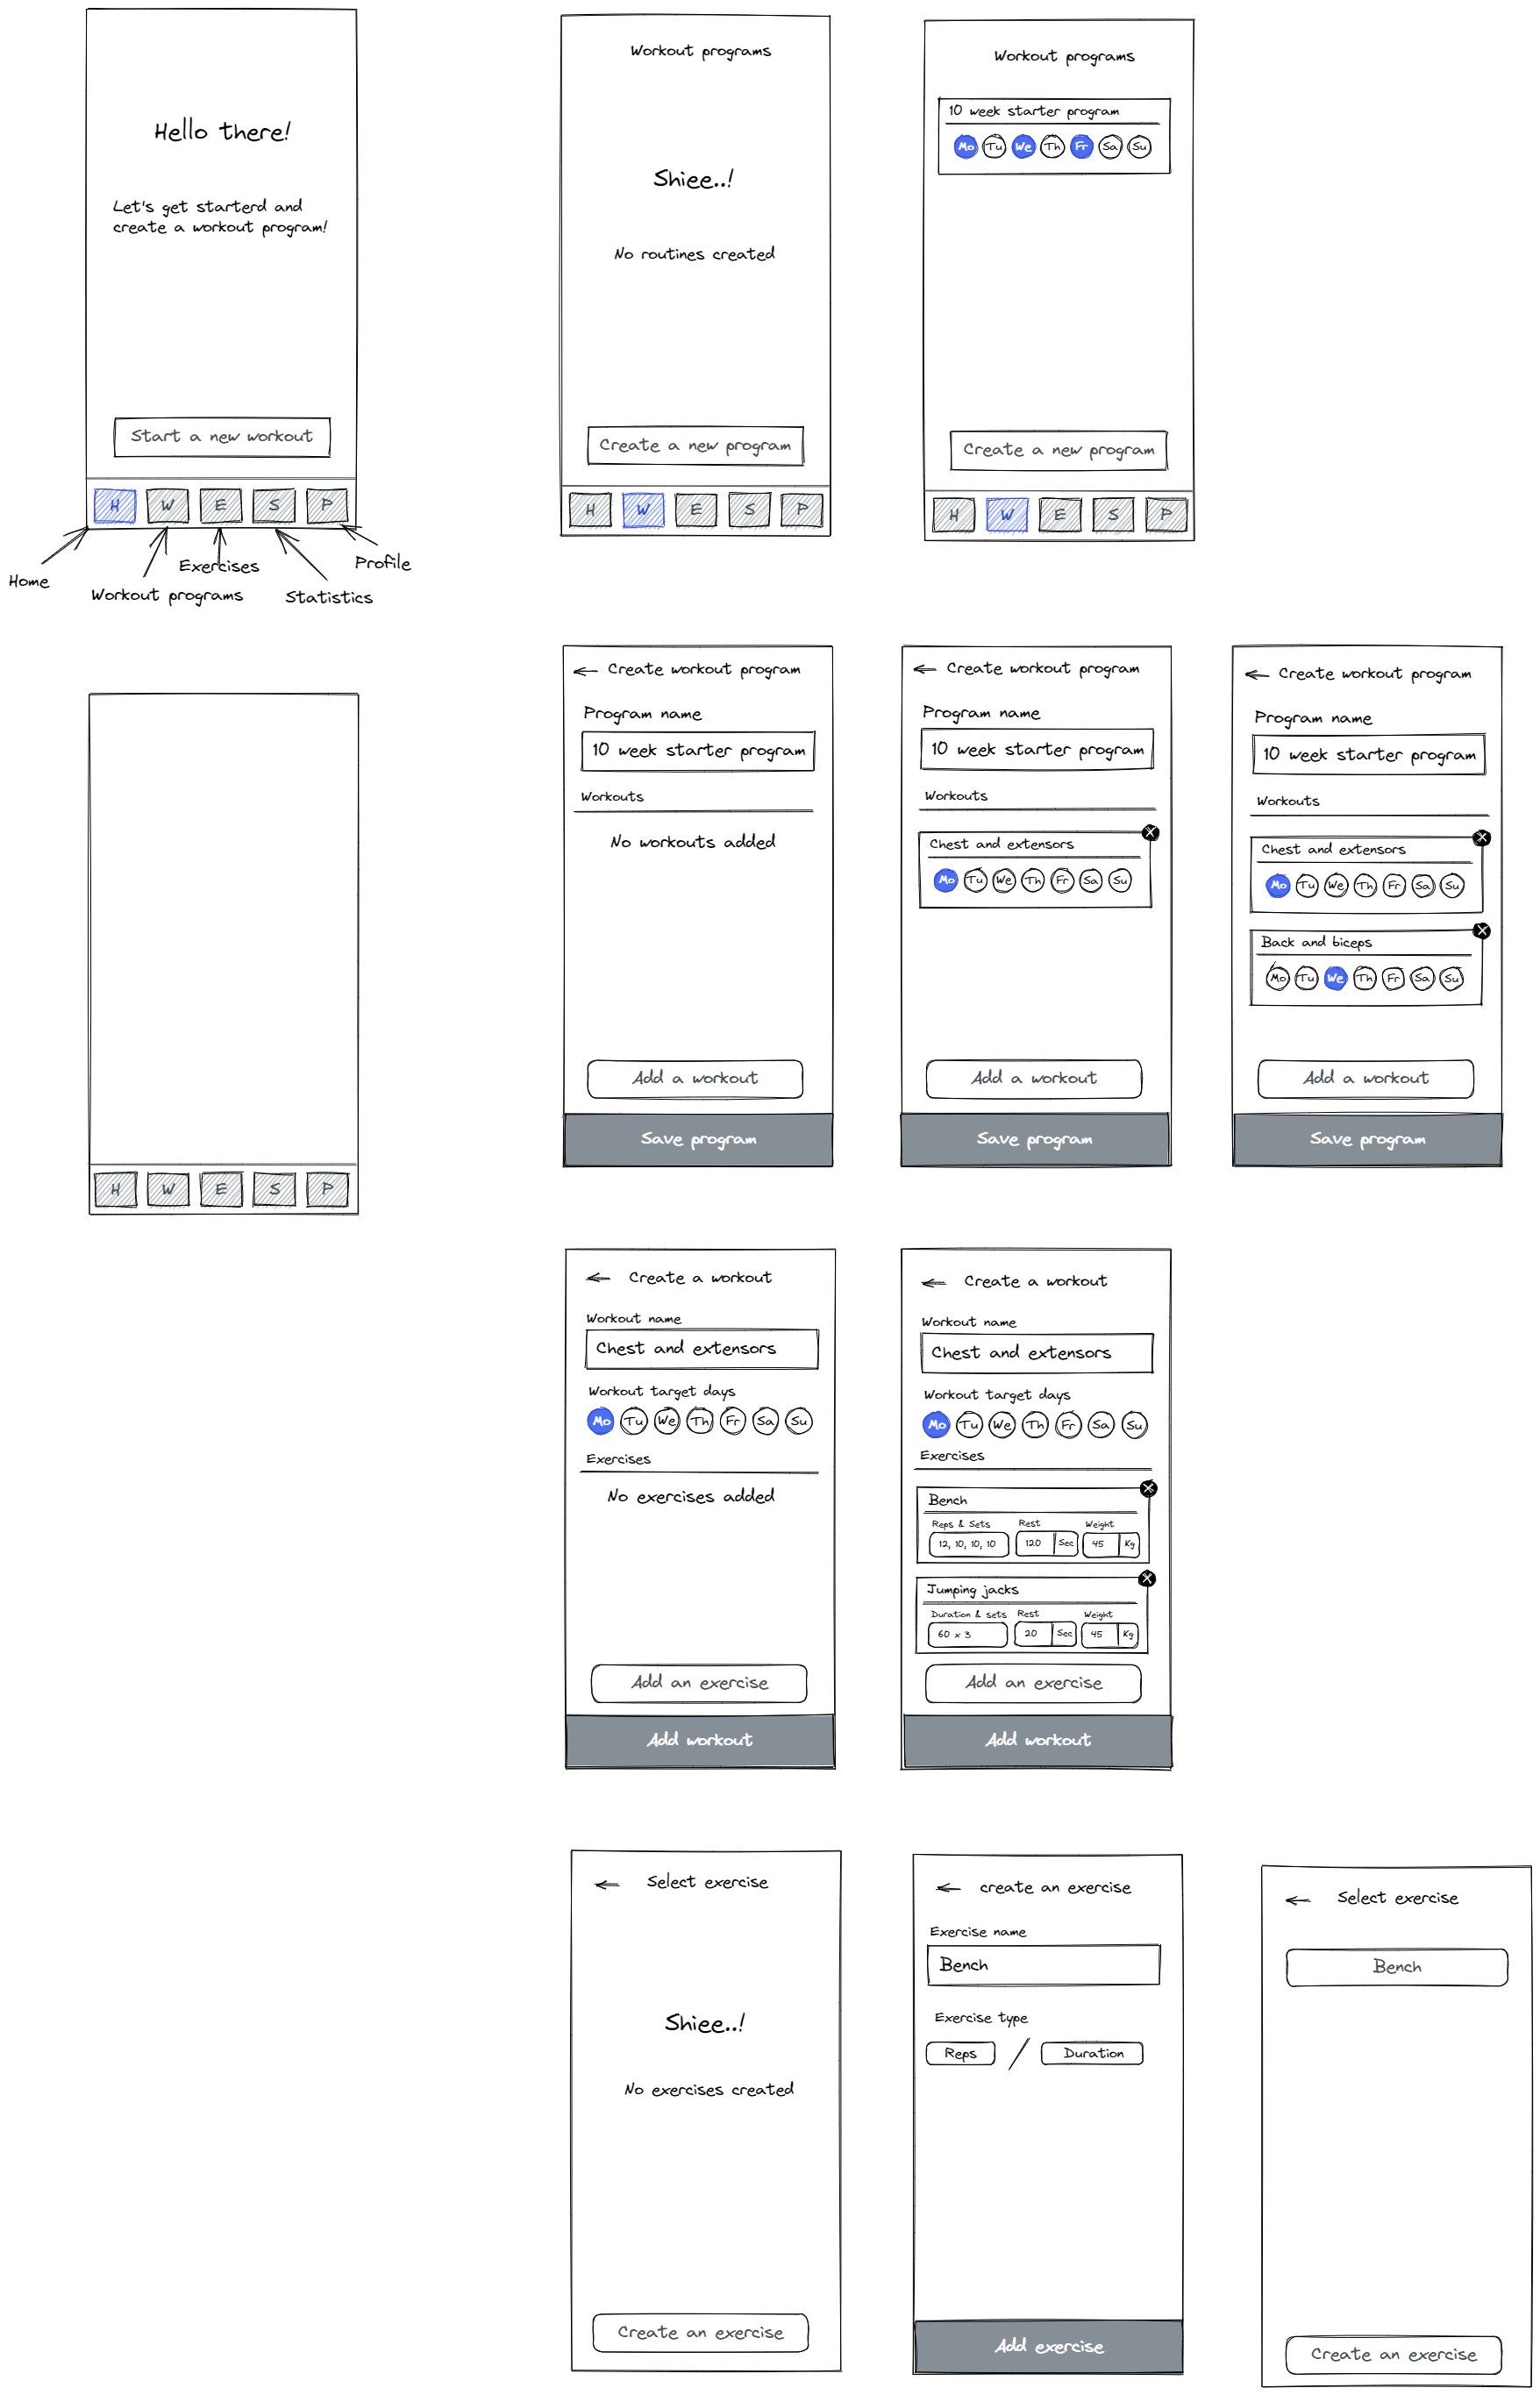 Hello there!
Let's get starterd and
create a workout program!
Start a new workout
H W E S P
Home
Workout programs
Exercises
Statistics
Profile
Workout programs
Shiee..!
No routines created
Create a new program
H W E S P
Workout programs
10 week starter program
Mo Tu We Th Fr Sa Su
Create a new program
H W E S P
H W E S P
Create workout program
Program name
10 week starter program
Workouts
No workouts added
Add a workout
Save program
Create workout program
Program name
10 week starter program
Workouts
Chest and extensors
Mo Tu We Th Fr Sa Su
Add a workout
Save program
Create workout program
Program name
10 week starter program
Workouts
Chest and extensors
Mo Tu We Th Fr Sa Su
Back and biceps
Mo Tu We Th Fr Sa Su
Add a workout
Save program
Create a workout
Workout name
Chest and extensors
Workout target days
Mo Tu We Th Fr Sa Su
Exercises
No exercises added
Add an exercise
Add workout
Create a workout
Workout name
Chest and extensors
Workout target days
Mo Tu We Th Fr Sa Su
Exercises
Bench
Reps & Sets Rest Weight
12, 10, 10, 10 120 Sec 45 Kg
Jumping jacks
Duration & sets Rest Weight
60 x 3 20 Sec 45 Kg
Add an exercise
Add workout
Select exercise
Shiee..!
No exercises created
Create an exercise
create an exercise
Exercise name
Bench
Exercise type
Reps / Duration
Add exercise
Select exercise
Bench
Create an exercise